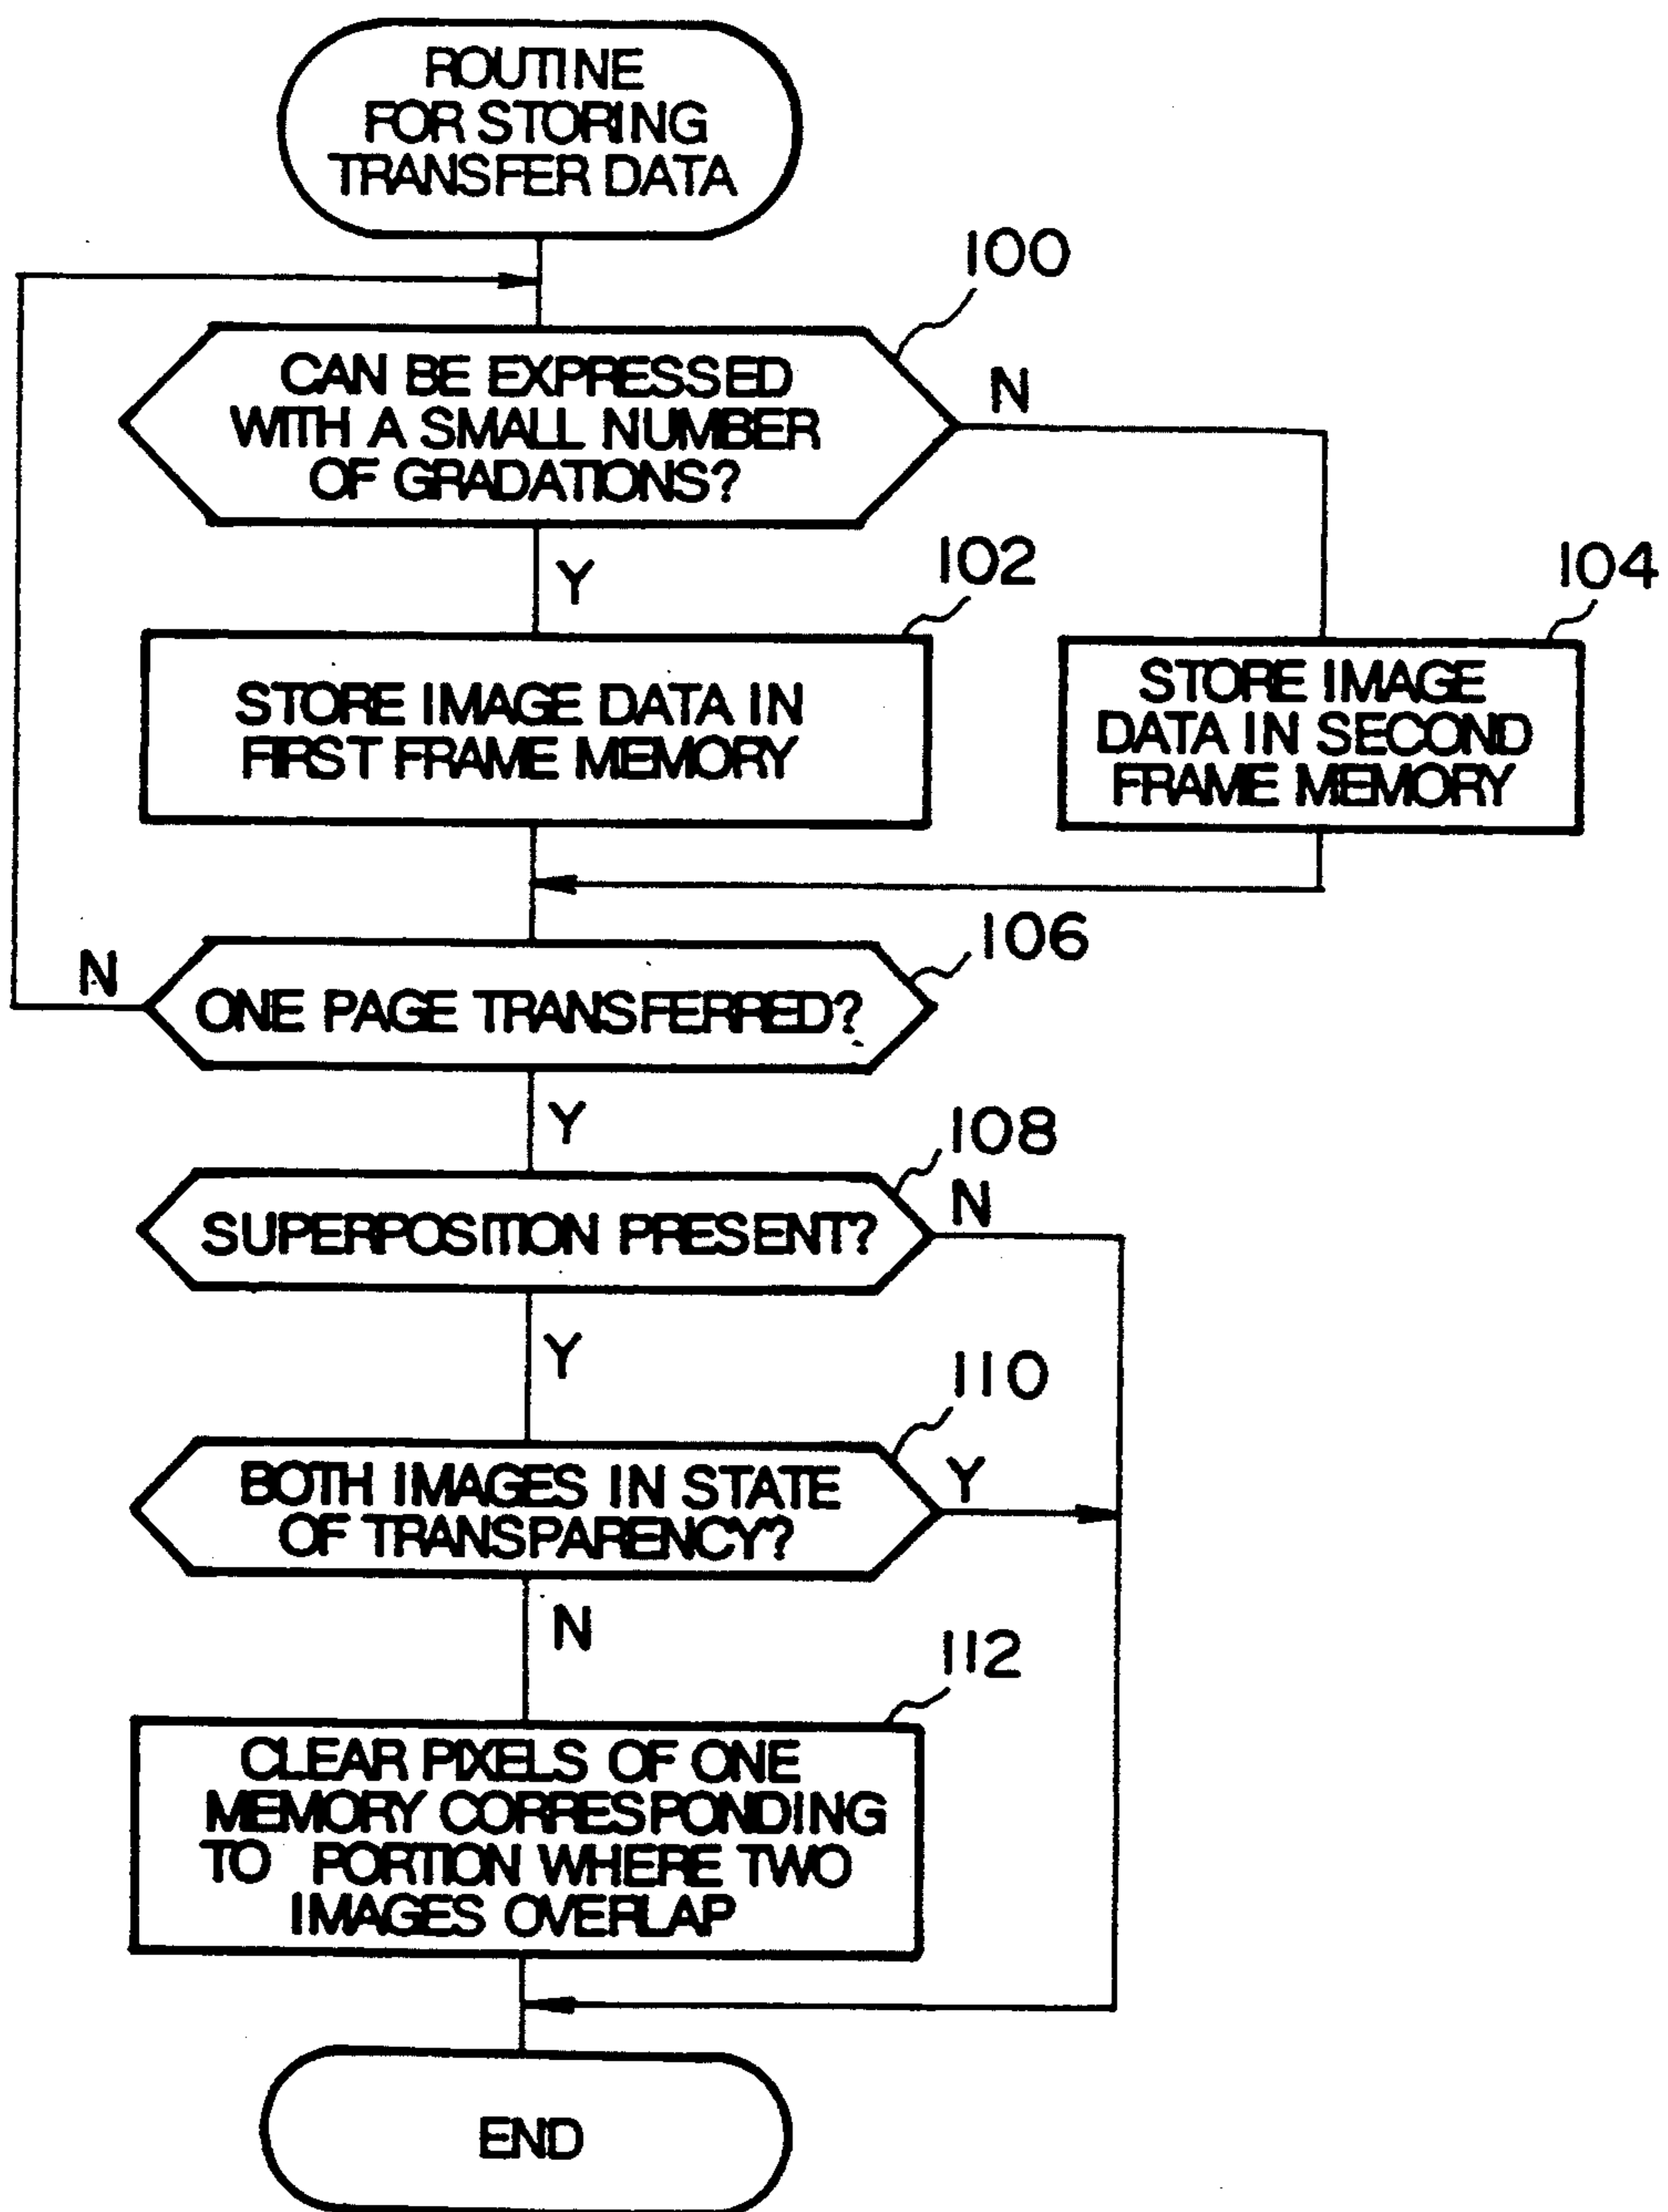 ROUTINE
FOR STORING
TRANSFER DATA
100
CAN BE EXPRESSED
WITH A SMALL NUMBER
OF GRADATIONS?
N
Y
102
104
STORE IMAGE DATA IN
FIRST FRAME MEMORY
STORE IMAGE
DATA IN SECOND
FRAME MEMORY
106
N
ONE PAGE TRANSFERRED?
Y
108
SUPERPOSITION PRESENT?
N
Y
110
BOTH IMAGES IN STATE
OF TRANSPARENCY?
Y
N
112
CLEAR PIXELS OF ONE
MEMORY CORRESPONDING
TO PORTION WHERE TWO
IMAGES OVERLAP
END